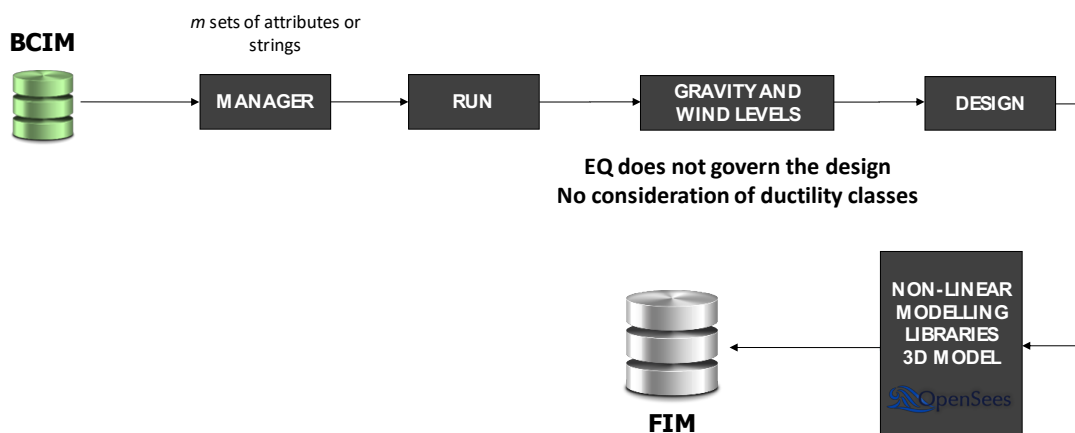 m sets of attributes or
strings
BCIM
MANAGER
RUN
GRAVITY AND
WIND LEVELS
DESIGN
EQ does not govern the design
No consideration of ductility classes
NON-LINEAR
MODELLING
LIBRARIES
3D MODEL
OpenSees
FIM